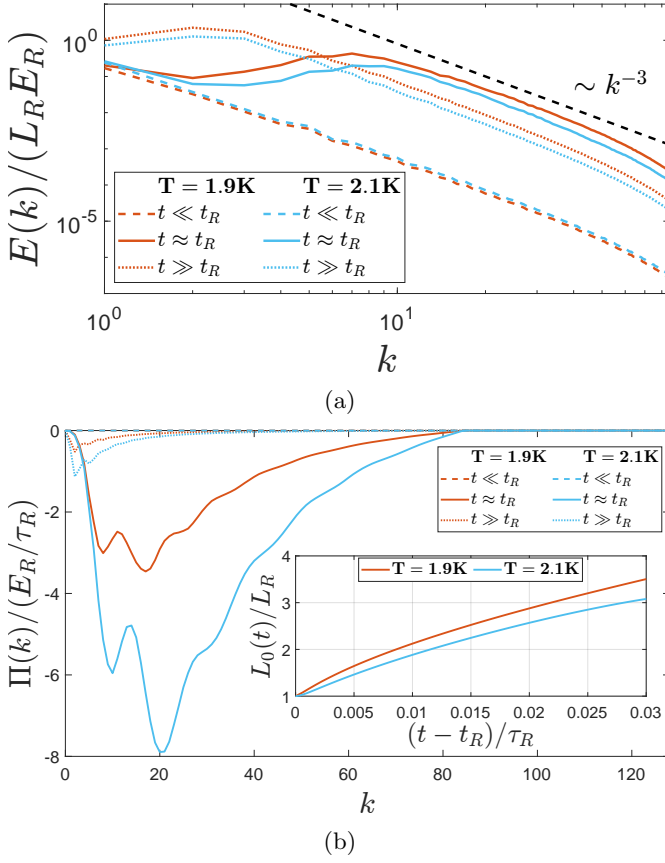 E(k)/(L_R E_R)
10^0
10^{-5}
∼ k^{-3}
T = 1.9K T = 2.1K
t ≪ t_R t ≪ t_R
t ≈ t_R t ≈ t_R
t ≫ t_R t ≫ t_R
10^0 10^1
k
(a)
Π(k)/(E_R/τ_R)
0
-2
-4
-6
-8
T = 1.9K T = 2.1K
t ≪ t_R t ≪ t_R
t ≈ t_R t ≈ t_R
t ≫ t_R t ≫ t_R
L_0(t)/L_R
4
3
2
1
T = 1.9K T = 2.1K
0 0.005 0.01 0.015 0.02 0.025 0.03
(t − t_R)/τ_R
0 20 40 60 80 100 120
k
(b)